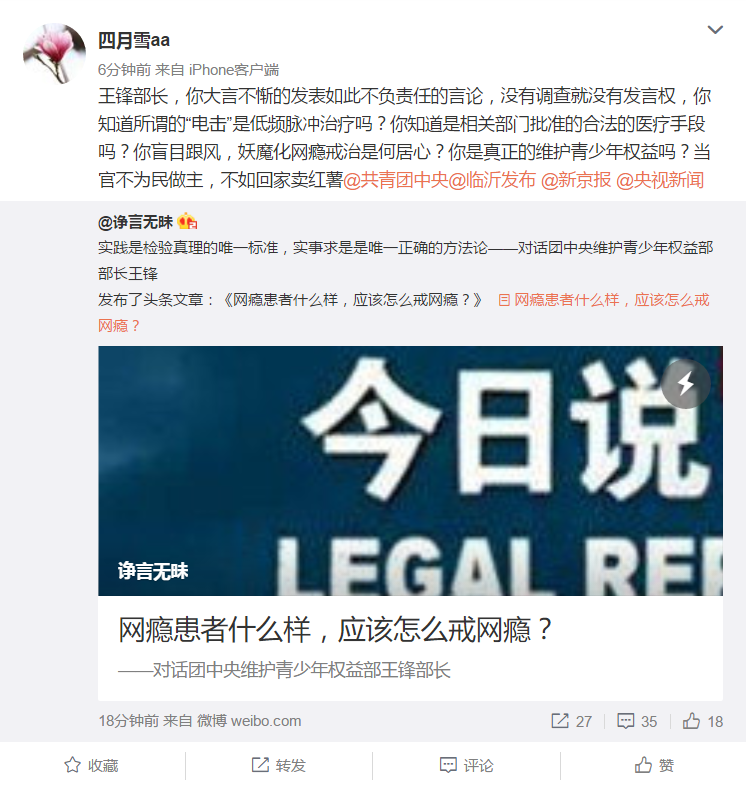 四月雪aa
6分钟前 来自 iPhone客户端
王锋部长，你大言不惭的发表如此不负责任的言论，没有调查就没有发言权，你
知道所谓的“电击”是低频脉冲治疗吗？你知道是相关部门批准的合法的医疗手段
吗？你盲目跟风，妖魔化网瘾戒治是何居心？你是真正的维护青少年权益吗？当
官不为民做主，不如回家卖红薯@共青团中央@临沂发布 @新京报 @央视新闻
@诤言无昧
实践是检验真理的唯一标准，实事求是是唯一正确的方法论——对话团中央维护青少年权益部
部长王锋
发布了头条文章：《网瘾患者什么样，应该怎么戒网瘾？》 网瘾患者什么样，应该怎么戒
网瘾？
今日说
LEGAL REP
诤言无昧
网瘾患者什么样，应该怎么戒网瘾？
——对话团中央维护青少年权益部王锋部长
18分钟前 来自 微博 weibo.com 27 35 18
收藏 转发 评论 赞